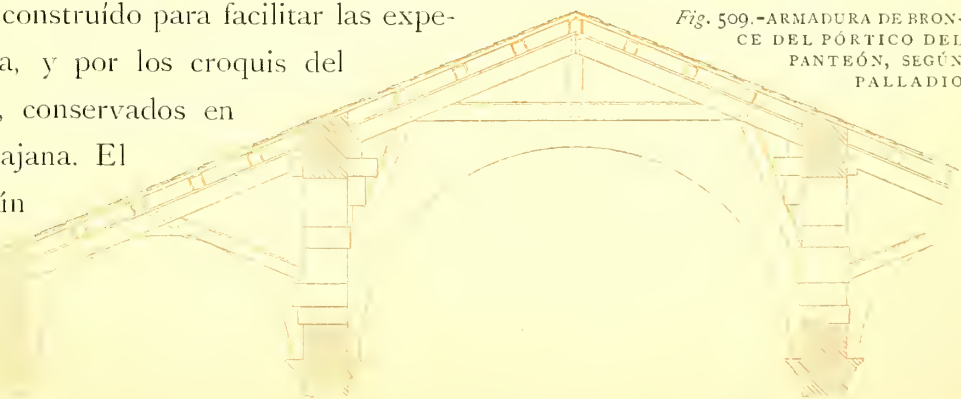 construído para facilitar las expe-
a, y por los croquis del
, conservados en
ajana. El
ín
Fig. 509.-ARMADURA DE BRON-
CE DEL PÓRTICO DEL
PANTEÓN, SEGÚN
PALLADIO